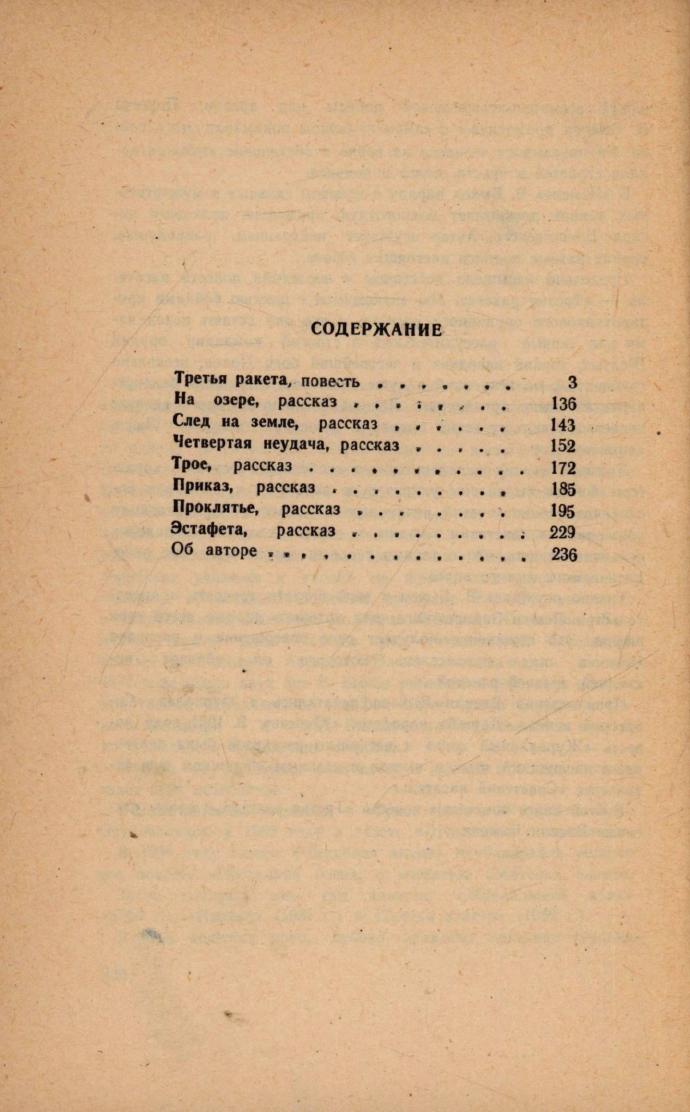 СОДЕРЖАНИЕ
Третья ракета, повесть . . . . . . . 3
На озере, рассказ . . . . . . . . 136
След на земле, рассказ . . . . . . 143
Четвертая неудача, рассказ . . . . . 152
Трое, рассказ . . . . . . . . . . . 172
Приказ, рассказ . . . . . . . . . 185
Проклятье, рассказ . . . . . . . . 195
Эстафета, рассказ . . . . . . . . . 229
Об авторе . . . . . . . . . . . . . 236